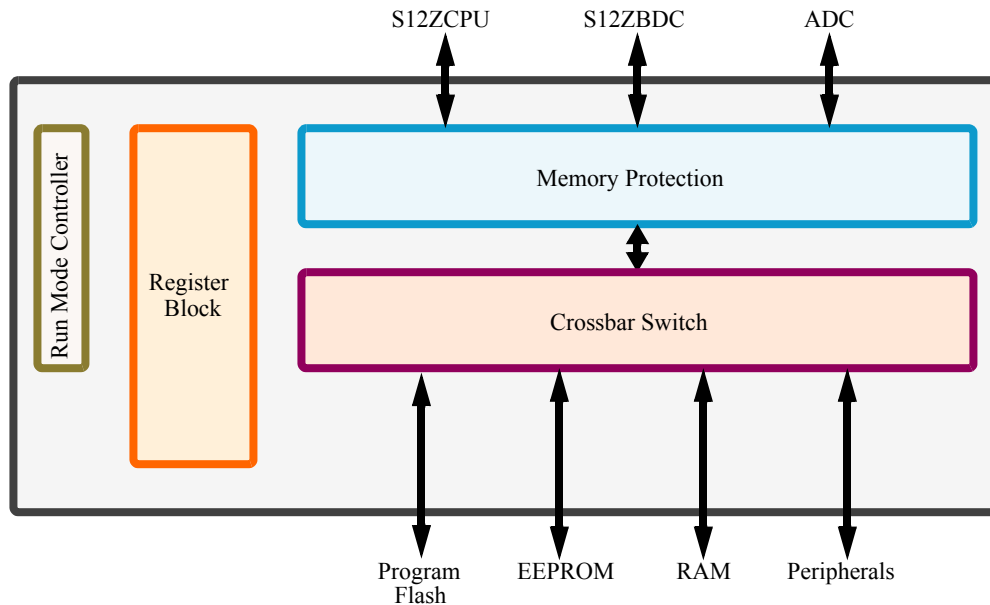 S12ZCPU
S12ZBDC
ADC
Run Mode Controller
Register
Block
Memory Protection
Crossbar Switch
Program
Flash
EEPROM
RAM
Peripherals